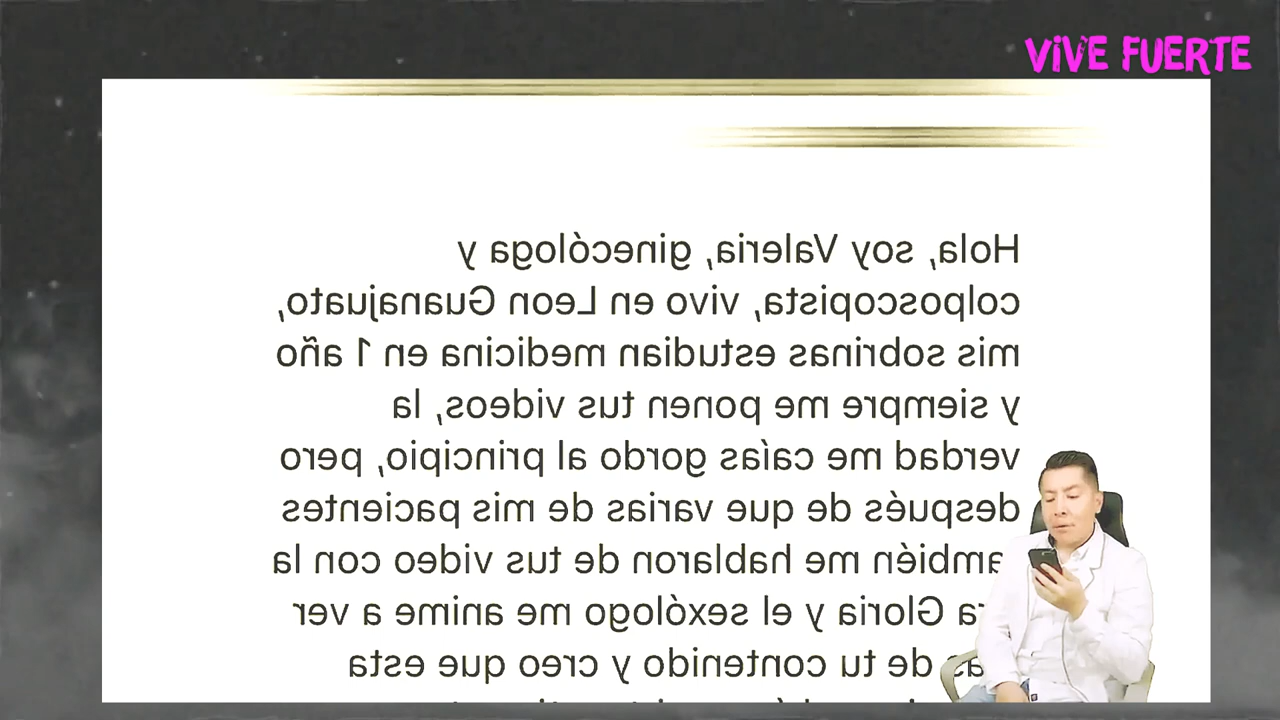 VIVE FUERTE
Hola, soy Valeria, ginecóloga y
colposcopista, vivo en Leon Guanajuato,
mis sobrinas estudian medicina en 1 año
y siempre me ponen tus videos, la
verdad me caías gordo al principio, pero
después de que varias de mis pacientes
también me hablaron de tus video con la
Gloria y el sexólogo me anime a ver
de tu contenido y creo que esta